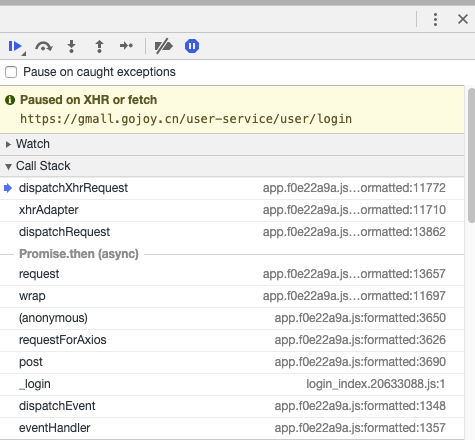 Pause on caught exceptions
Paused on XHR or fetch
https://gmall.gojoy.cn/user-service/user/login
Watch
Call Stack
dispatchXhrRequest app.f0e22a9a.js…ormatted:11772
xhrAdapter app.f0e22a9a.js…ormatted:11710
dispatchRequest app.f0e22a9a.js…ormatted:13862
Promise.then (async)
request app.f0e22a9a.js…ormatted:13657
wrap app.f0e22a9a.js…ormatted:11697
(anonymous) app.f0e22a9a.js:formatted:3650
requestForAxios app.f0e22a9a.js:formatted:3626
post app.f0e22a9a.js:formatted:3690
_login login_index.20633088.js:1
dispatchEvent app.f0e22a9a.js:formatted:1348
eventHandler app.f0e22a9a.js:formatted:1357